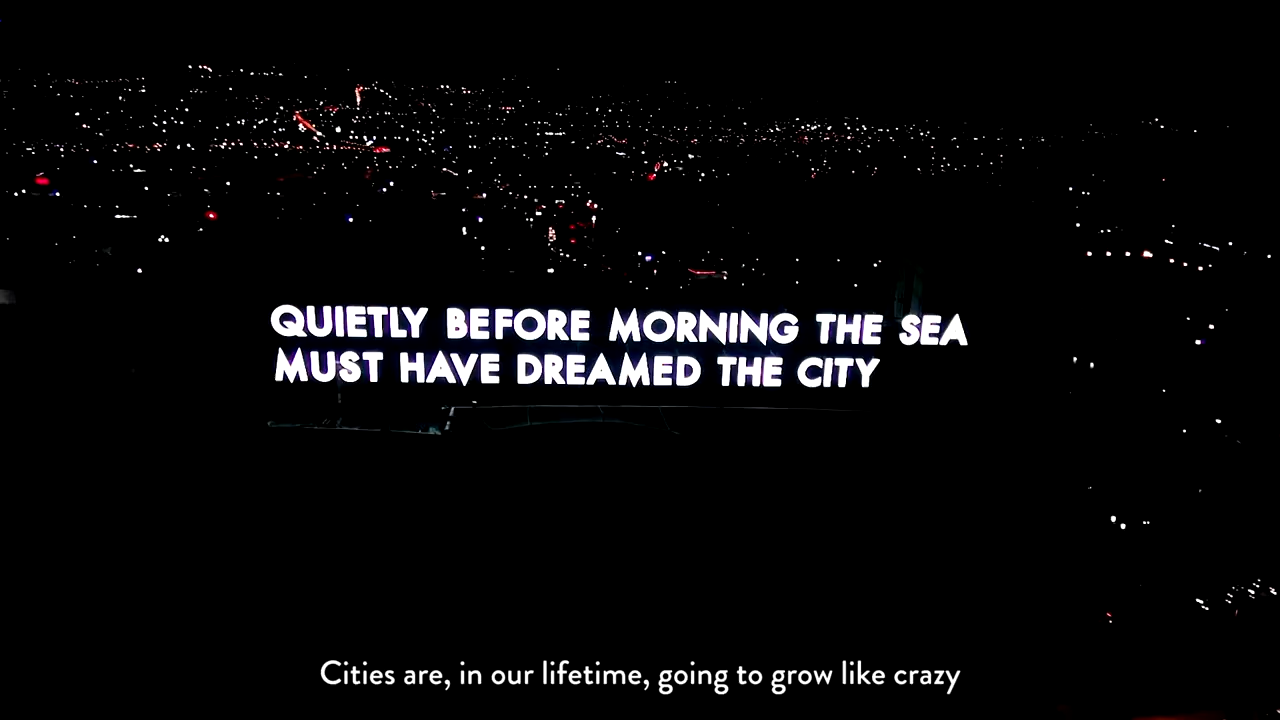 QUIETLY BEFORE MORNING THE SEA
MUST HAVE DREAMED THE CITY
Cities are, in our lifetime, going to grow like crazy